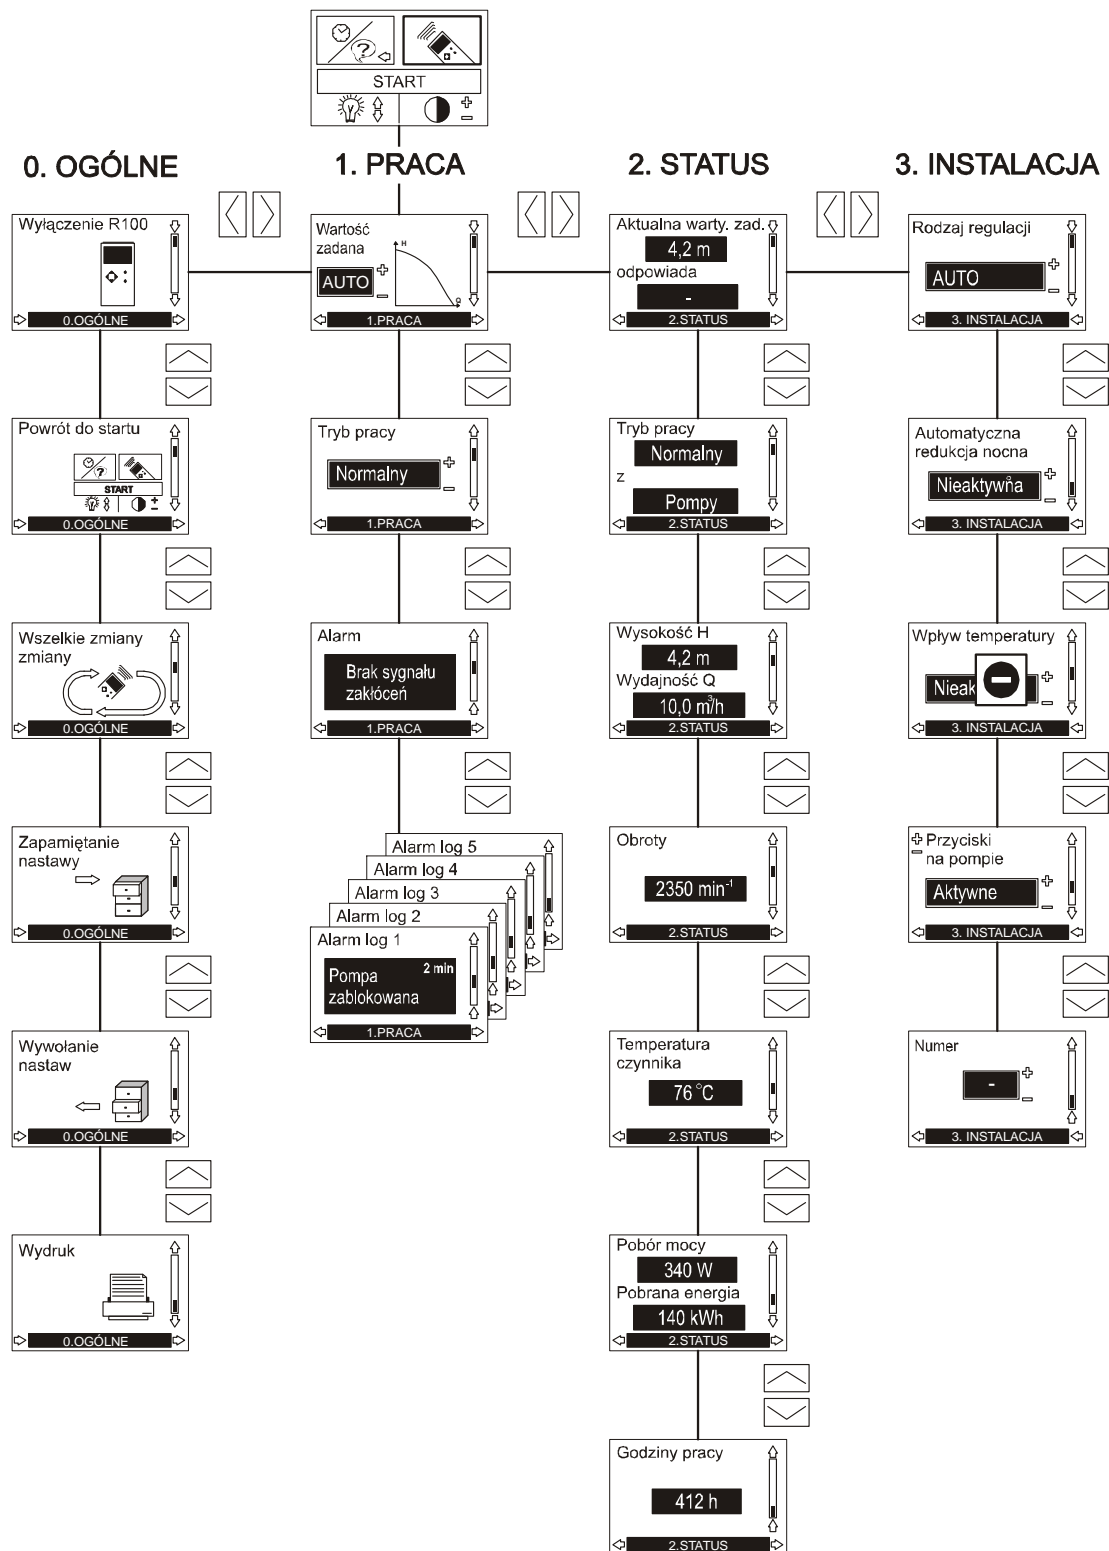 START
0. OGÓLNE
1. PRACA
2. STATUS
3. INSTALACJA
Wyłączenie R100
0.OGÓLNE
Powrót do startu
START
0.OGÓLNE
Wszelkie zmiany
zmiany
0.OGÓLNE
Zapamiętanie
nastawy
0.OGÓLNE
Wywołanie
nastaw
0.OGÓLNE
Wydruk
0.OGÓLNE
Wartość
zadana
AUTO
H
Q
1.PRACA
Tryb pracy
Normalny
1.PRACA
Alarm
Brak sygnału
zakłóceń
1.PRACA
Alarm log 5
Alarm log 4
Alarm log 3
Alarm log 2
Alarm log 1
Pompa 2 min
zablokowana
1.PRACA
Aktualna warty. zad.
4,2 m
odpowiada
-
2.STATUS
Tryb pracy
Normalny
z
Pompy
2.STATUS
Wysokość H
4,2 m
Wydajność Q
10,0 m³/h
2.STATUS
Obroty
2350 min⁻¹
2.STATUS
Temperatura
czynnika
76 °C
2.STATUS
Pobór mocy
340 W
Pobrana energia
140 kWh
2.STATUS
Godziny pracy
412 h
2.STATUS
Rodzaj regulacji
AUTO
3. INSTALACJA
Automatyczna
redukcja nocna
Nieaktywna
3. INSTALACJA
Wpływ temperatury
Nieak
3. INSTALACJA
Przyciski
na pompie
Aktywne
3. INSTALACJA
Numer
-
3. INSTALACJA